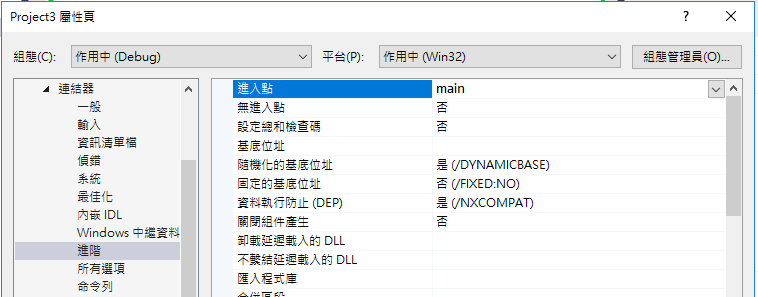 Project3 屬性頁
? ×
組態(C): 作用中 (Debug) 平台(P): 作用中 (Win32) 組態管理員(O)...
連結器
一般
輸入
資訊清單檔
偵錯
系統
最佳化
內嵌 IDL
Windows 中繼資料
進階
所有選項
命令列
進入點 main
無進入點 否
設定總和檢查碼 否
基底位址
隨機化的基底位址 是 (/DYNAMICBASE)
固定的基底位址 否 (/FIXED:NO)
資料執行防止 (DEP) 是 (/NXCOMPAT)
關閉組件產生 否
卸載延遲載入的 DLL
不繫結延遲載入的 DLL
匯入程式庫
合併區段